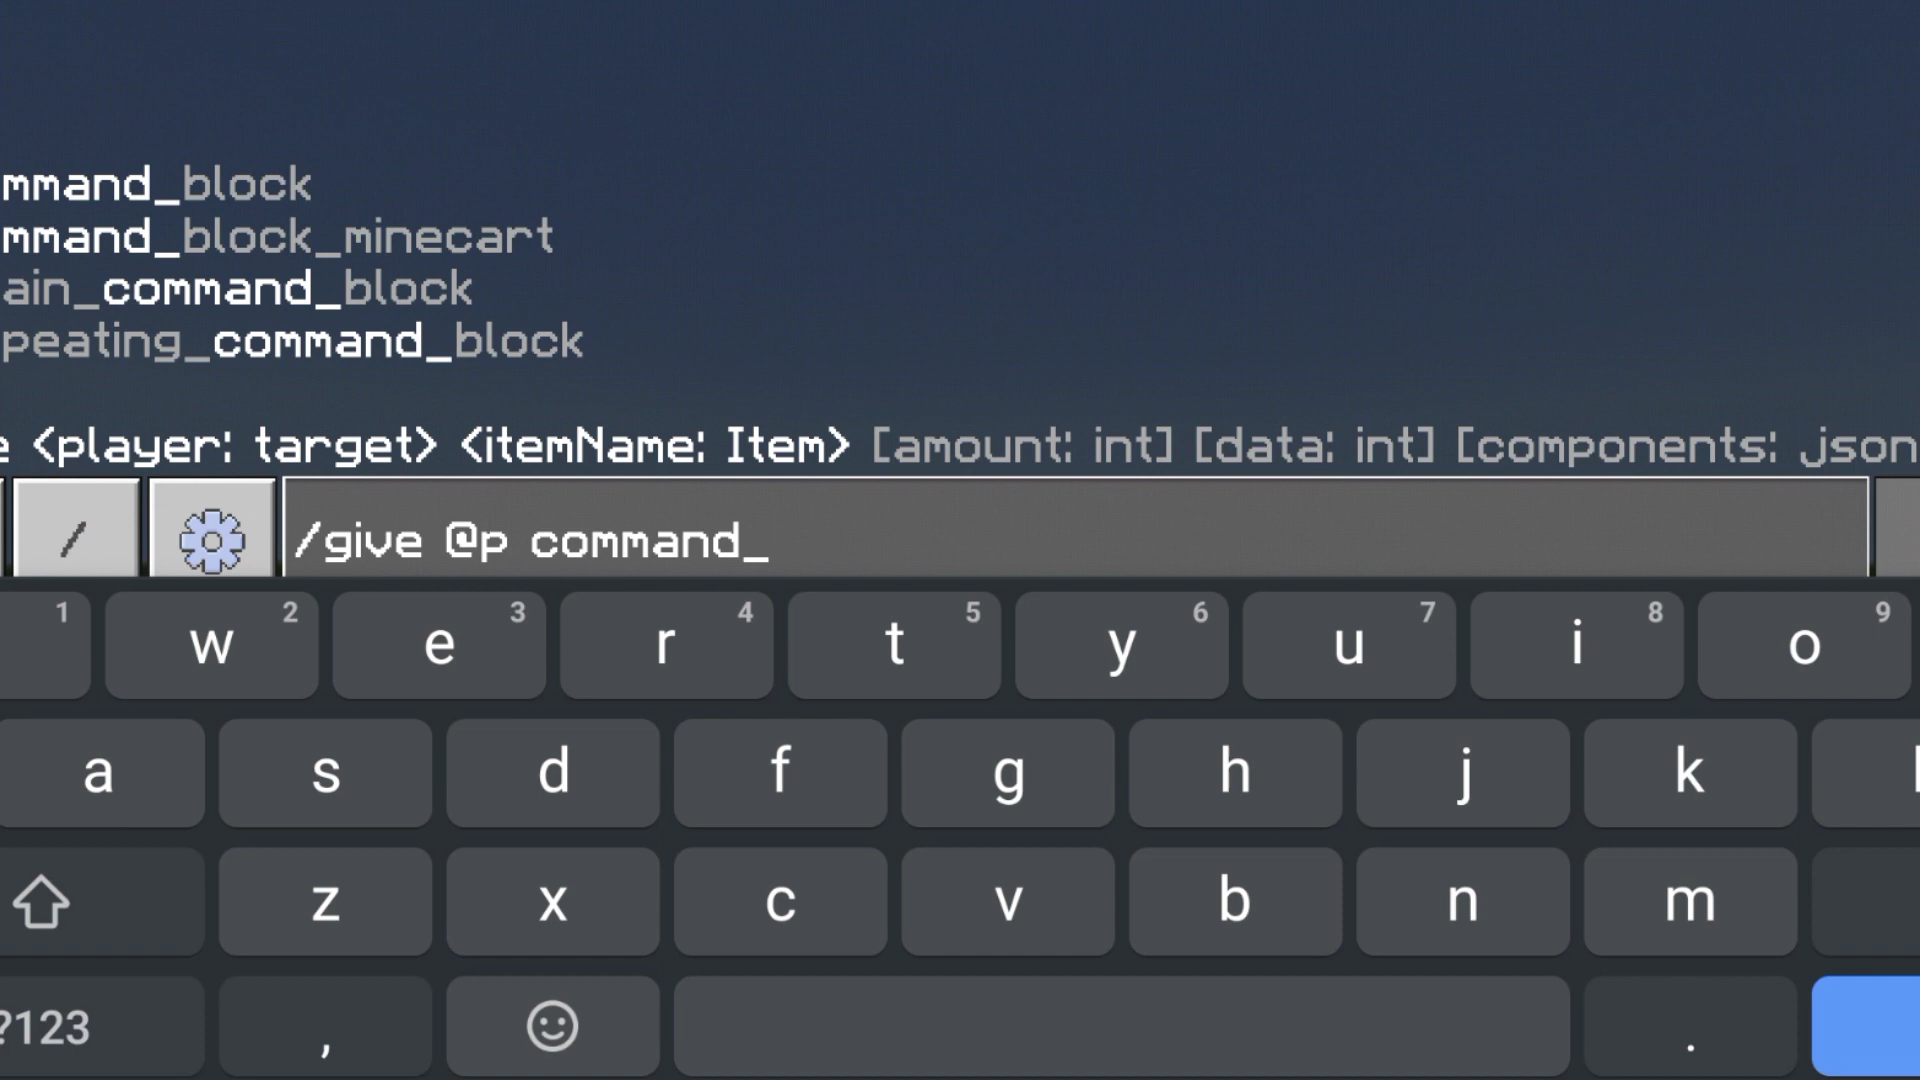 mmand_block
mmand_block_minecart
ain_command_block
peating_command_block
e <player: target> <itemName: Item> [amount: int] [data: int] [components: json
/ /give @p command_
1 w 2 e 3 r 4 t 5 y 6 u 7 i 8 o 9
a s d f g h j k
z x c v b n m
?123 , .